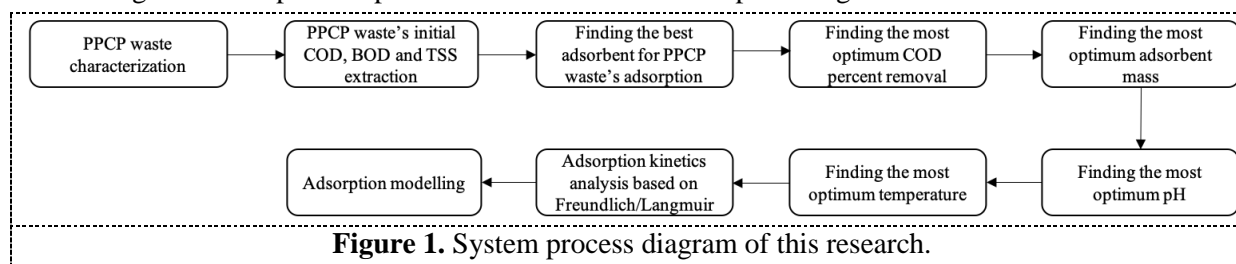 PPCP waste
characterization
PPCP waste's initial
COD, BOD and TSS
extraction
Finding the best
adsorbent for PPCP
waste's adsorption
Finding the most
optimum COD
percent removal
Finding the most
optimum adsorbent
mass
Finding the most
optimum pH
Finding the most
optimum temperature
Adsorption kinetics
analysis based on
Freundlich/Langmuir
Adsorption modelling
Figure 1. System process diagram of this research.